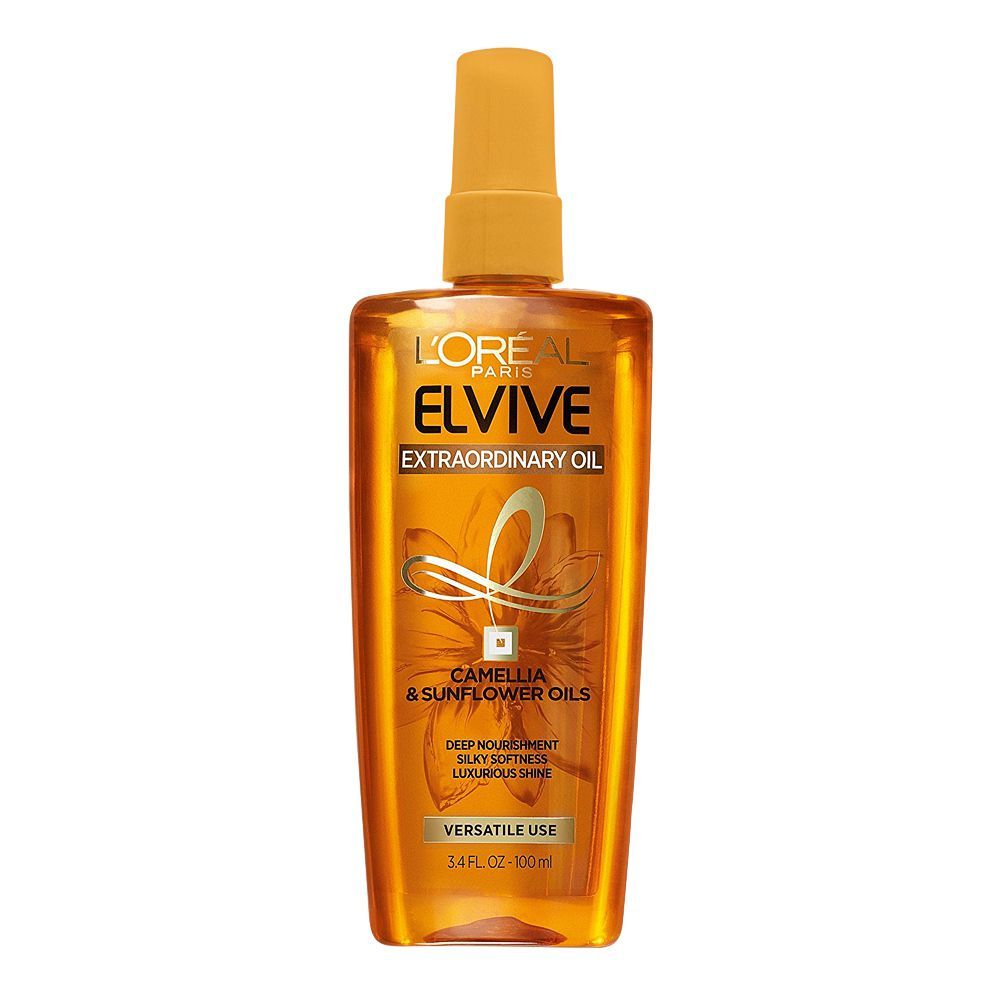 L'ORÉAL
PARIS
ELVIVE
EXTRAORDINARY OIL
CAMELLIA
& SUNFLOWER OILS
DEEP NOURISHMENT
SILKY SOFTNESS
LUXURIOUS SHINE
VERSATILE USE
3.4 FL. OZ - 100 ml